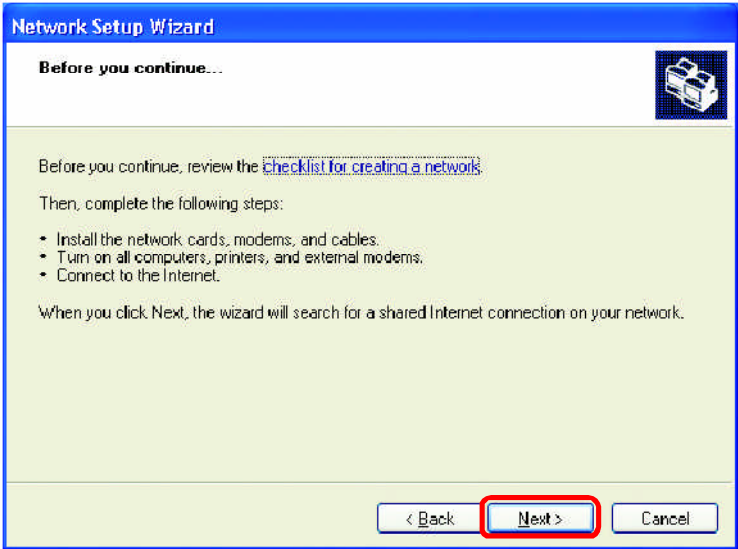 Network Setup Wizard
Before you continue...
Before you continue, review the checklist for creating a network.
Then, complete the following steps:
• Install the network cards, modems, and cables.
• Turn on all computers, printers, and external modems.
• Connect to the Internet.
When you click Next, the wizard will search for a shared Internet connection on your network.
< Back Next > Cancel